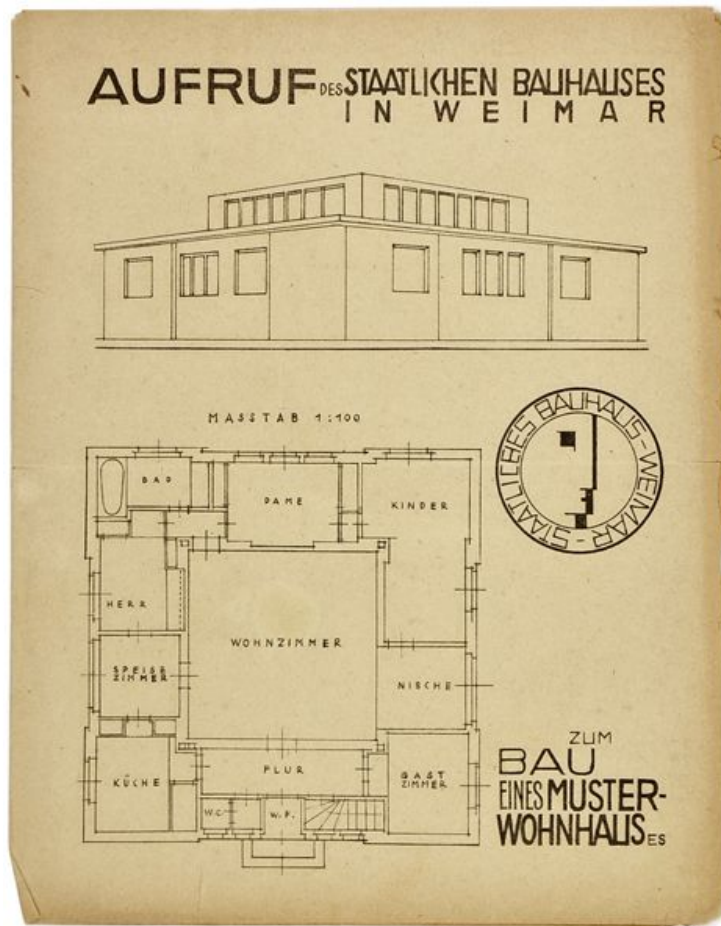 AUFRUF DES STAATLICHEN BAUHAUSES
IN WEIMAR
MASSTAB 1:100
STAATLICHES BAUHAUS-WEIMAR-
BAD
DAME
KINDER
HERR
WOHNZIMMER
SPEISE
ZIMMER
NISCHE
KÜCHE
FLUR
GAST
ZIMMER
W.C.
W.F.
ZUM
BAU
EINES MUSTER-
WOHNHAUSES